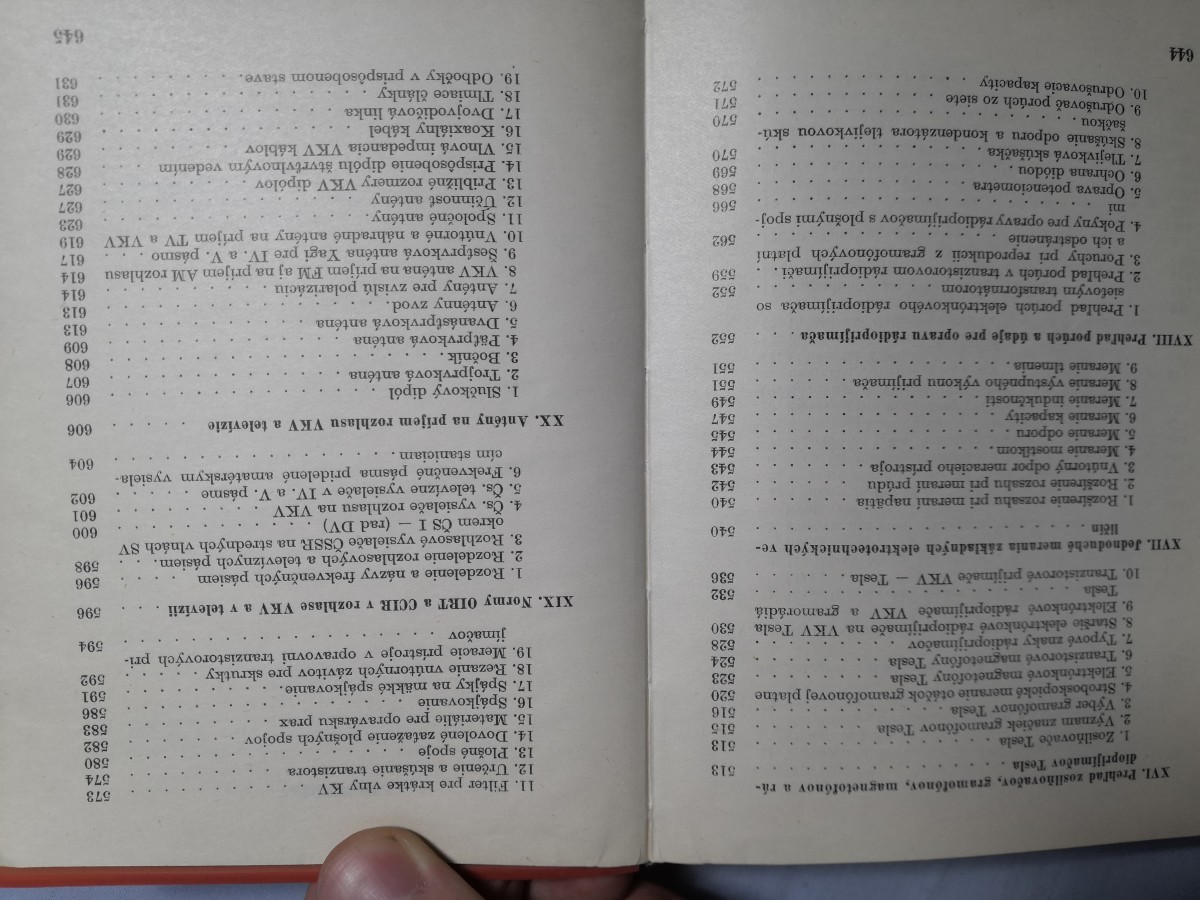 XVI. Prehľad zosilňovačov, gramofónov, magnetofónov a rá-
dioprijímačov Tesla . . . . . . . . . . 513
1. Zosilňovače Tesla . . . . . . . . . . 513
2. Význam značiek gramofónov Tesla . . . . . 515
3. Výber gramofónov Tesla . . . . . . . . 516
4. Stroboskopické meranie otáčok gramofónovej platne 520
5. Elektrónkové magnetofóny Tesla . . . . . . 523
6. Tranzistorové magnetofóny Tesla . . . . . . 524
7. Typové znaky rádioprijímačov . . . . . . 528
8. Staršie elektrónkové rádioprijímače na VKV Tesla 530
9. Elektrónkové rádioprijímače VKV a gramorádiá
Tesla . . . . . . . . . . 532
10. Tranzistorové prijímače VKV — Tesla . . . . . 536
XVII. Jednoduché merania základných elektrotechnických ve-
ličín . . . . . . . . . . 540
1. Rozšírenie rozsahu pri meraní napätia . . . . 540
2. Rozšírenie rozsahu pri meraní prúdu . . . . . 542
3. Vnútorný odpor meracieho prístroja . . . . . 543
4. Meranie mostíkom . . . . . . . . . . 544
5. Meranie odporu . . . . . . . . . . 545
6. Meranie kapacity . . . . . . . . . . 547
7. Meranie indukčnosti . . . . . . . . . . 549
8. Meranie výstupného výkonu prijímača . . . . . 551
9. Meranie tlmenia . . . . . . . . . . 551
XVIII. Prehľad porúch a údaje pre opravu rádioprijímača . . . 552
1. Prehľad porúch elektrónkového rádioprijímača so
sieťovým transformátorom . . . . . . . . 552
2. Prehľad porúch v tranzistorovom rádioprijímači . . 559
3. Poruchy pri reprodukcii z gramofónových platní
a ich odstránenie . . . . . . . . . . 562
4. Pokyny pre opravy rádioprijímačov s plošnými spoj-
mi . . . . . . . . . . 566
5. Oprava potenciometra . . . . . . . . . . 568
6. Ochrana diódou . . . . . . . . . . 569
7. Tlejivková skúšačka . . . . . . . . . . 570
8. Skúšanie odporu a kondenzátora tlejivkovou skú-
šačkou . . . . . . . . . . 570
9. Odrušovač porúch zo siete . . . . . . . . 571
10. Odrušovacie kapacity . . . . . . . . . . 572
644
11. Filter pre krátke vlny KV . . . . . . . . . . 573
12. Určenie a skúšanie tranzistora . . . . . . . . 574
13. Plošné spoje . . . . . . . . . . 580
14. Dovolené zaťaženie plošných spojov . . . . . . 582
15. Materiálie pre opravársku prax . . . . . . . . 583
16. Spájkovanie . . . . . . . . . . 586
17. Spájky na mäkké spájkovanie. . . . . . . . . 591
18. Rezanie vnútorných závitov pre skrutky . . . . . 592
19. Meracie prístroje v opravovni tranzistorových pri-
jímačov . . . . . . . . . . 594
XIX. Normy OIRT a CCIR v rozhlase VKV a v televízii . . . 596
1. Rozdelenie a názvy frekvenčných pásiem . . . . 596
2. Rozdelenie rozhlasových a televíznych pásiem. . . . 598
3. Rozhlasové vysielače ČSSR na stredných vlnách SV
okrem ČS I — (rad DV) . . . . . . . . . . 600
4. Čs. vysielače rozhlasu na VKV . . . . . . . . 601
5. Čs. televízne vysielače v IV. a V. pásme . . . . . 602
6. Frekvenčné pásma pridelené amatérskym vysiela-
cím staniciam . . . . . . . . . . 604
XX. Antény na príjem rozhlasu VKV a televízie . . . . . 606
1. Slučkový dipól . . . . . . . . . . 606
2. Trojprvková anténa . . . . . . . . . . 607
3. Bočník . . . . . . . . . . 608
4. Päťprvková anténa . . . . . . . . . . 609
5. Dvanásťprvková anténa . . . . . . . . . . 613
6. Anténny zvod . . . . . . . . . . 613
7. Antény pre zvislú polarizáciu . . . . . . . . 614
8. VKV anténa na príjem FM aj na príjem AM rozhlasu 614
9. Šesťprvková anténa Yagi pre IV. a V. pásmo . . . 617
10. Vnútorné a náhradné antény na príjem TV a VKV 619
11. Spoločné antény. . . . . . . . . . . 623
12. Účinnosť antény . . . . . . . . . . 627
13. Približné rozmery VKV dipólov . . . . . . . . 627
14. Prispôsobenie dipólu štvrťvlnovým vedením . . . 628
15. Vlnová impedancia VKV káblov . . . . . . . . 629
16. Koaxiálny kábel . . . . . . . . . . 629
17. Dvojvodičová linka . . . . . . . . . . 630
18. Tlmiace články . . . . . . . . . . 631
19. Odbočky v prispôsobenom stave. . . . . . . . 631
645